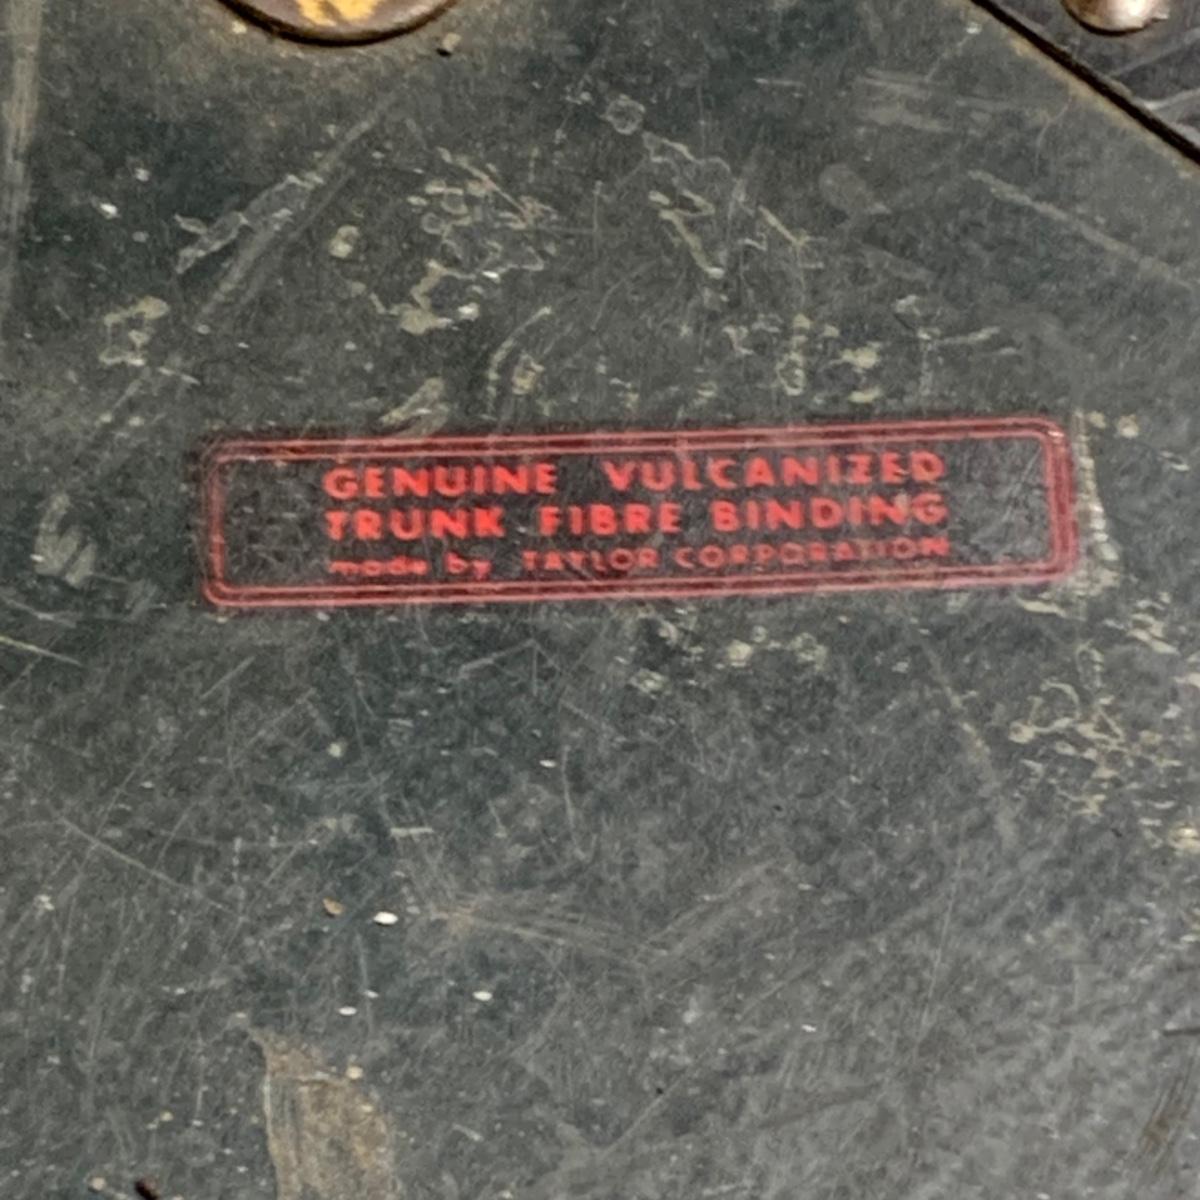 GENUINE VULCANIZED
TRUNK FIBRE BINDING
made by TAYLOR CORPORATION